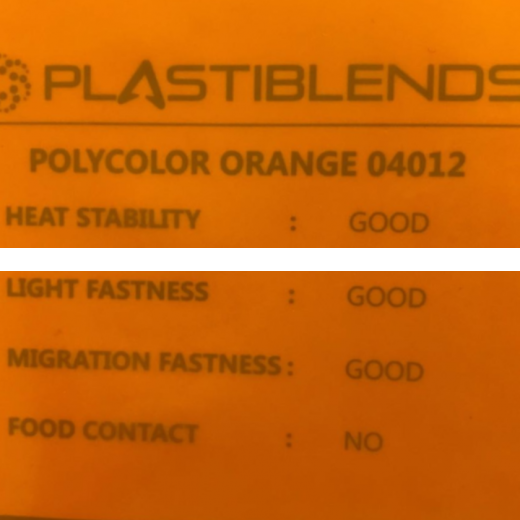 PLASTIBLENDS
POLYCOLOR ORANGE 04012
HEAT STABILITY : GOOD
LIGHT FASTNESS : GOOD
MIGRATION FASTNESS : GOOD
FOOD CONTACT : NO